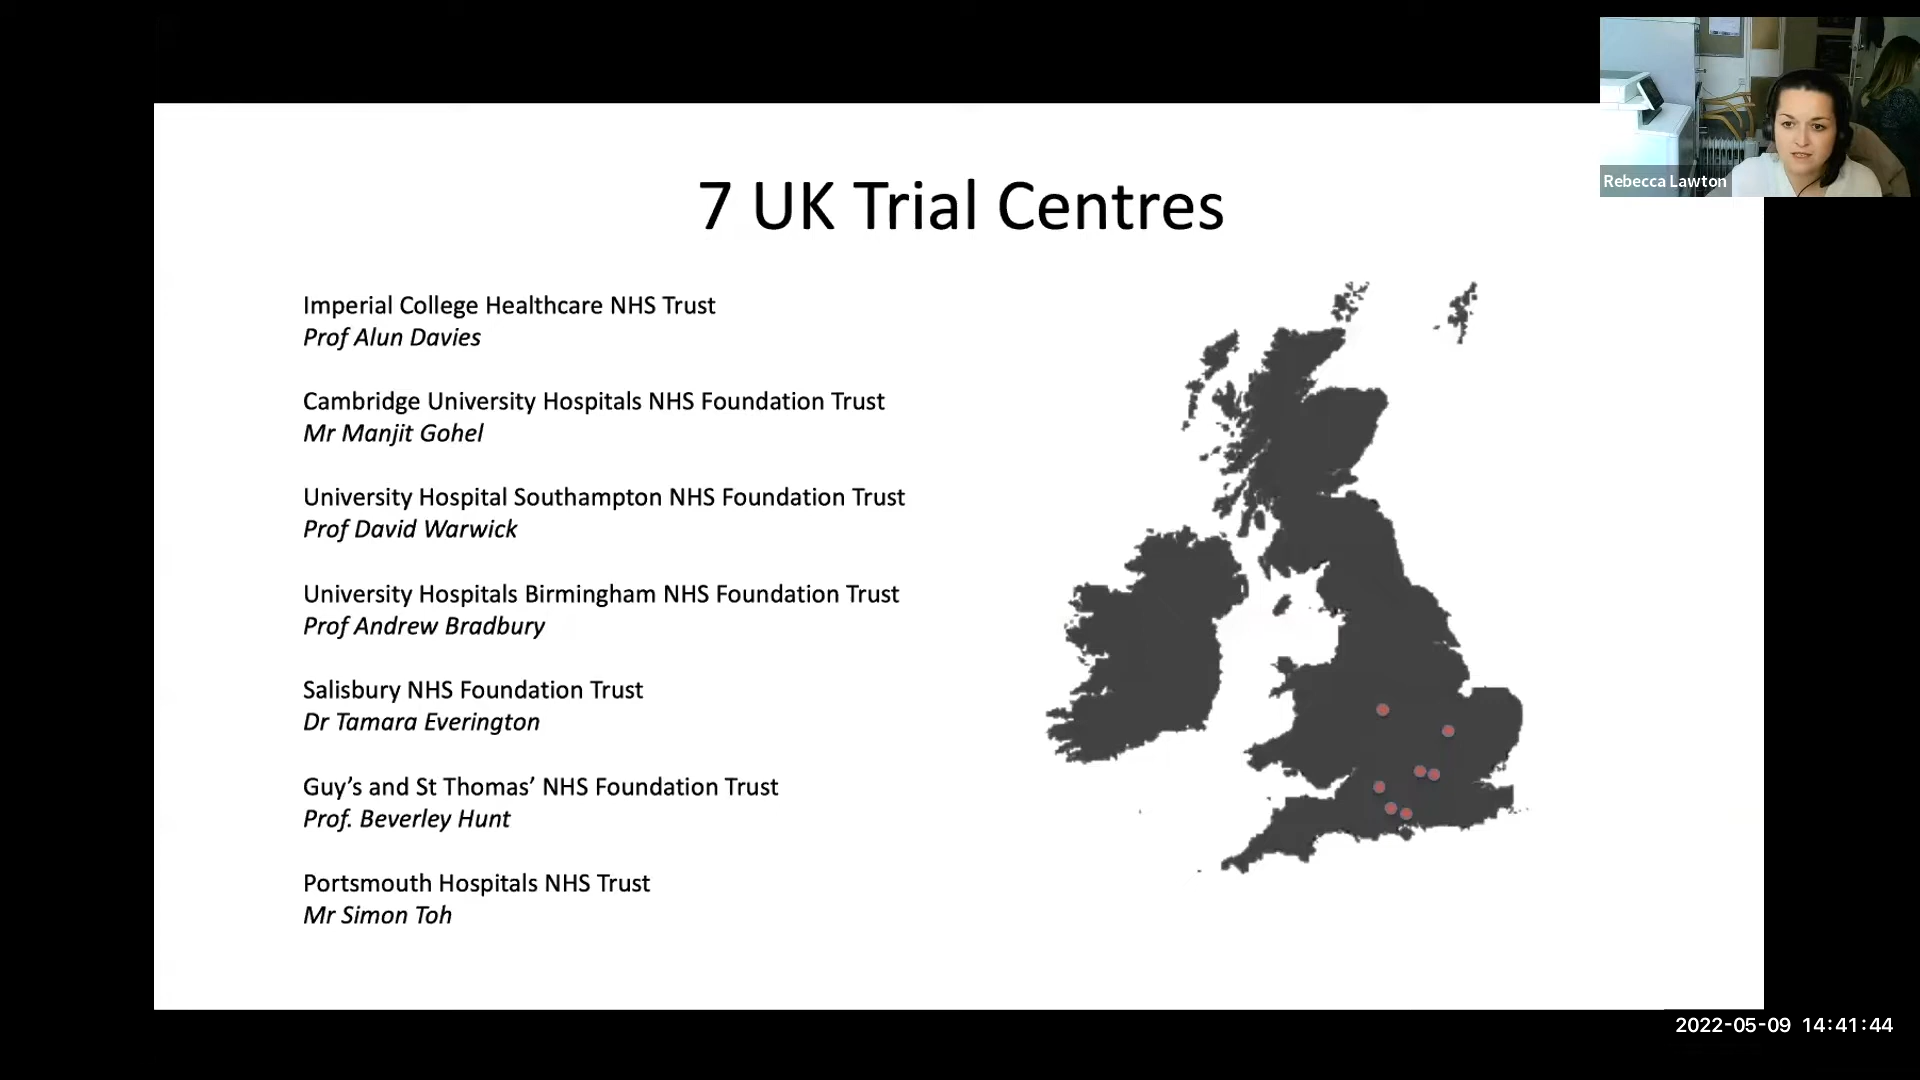 Rebecca Lawton
7 UK Trial Centres
Imperial College Healthcare NHS Trust
Prof Alun Davies
Cambridge University Hospitals NHS Foundation Trust
Mr Manjit Gohel
University Hospital Southampton NHS Foundation Trust
Prof David Warwick
University Hospitals Birmingham NHS Foundation Trust
Prof Andrew Bradbury
Salisbury NHS Foundation Trust
Dr Tamara Everington
Guy’s and St Thomas’ NHS Foundation Trust
Prof. Beverley Hunt
Portsmouth Hospitals NHS Trust
Mr Simon Toh
2022-05-09 14:41:44